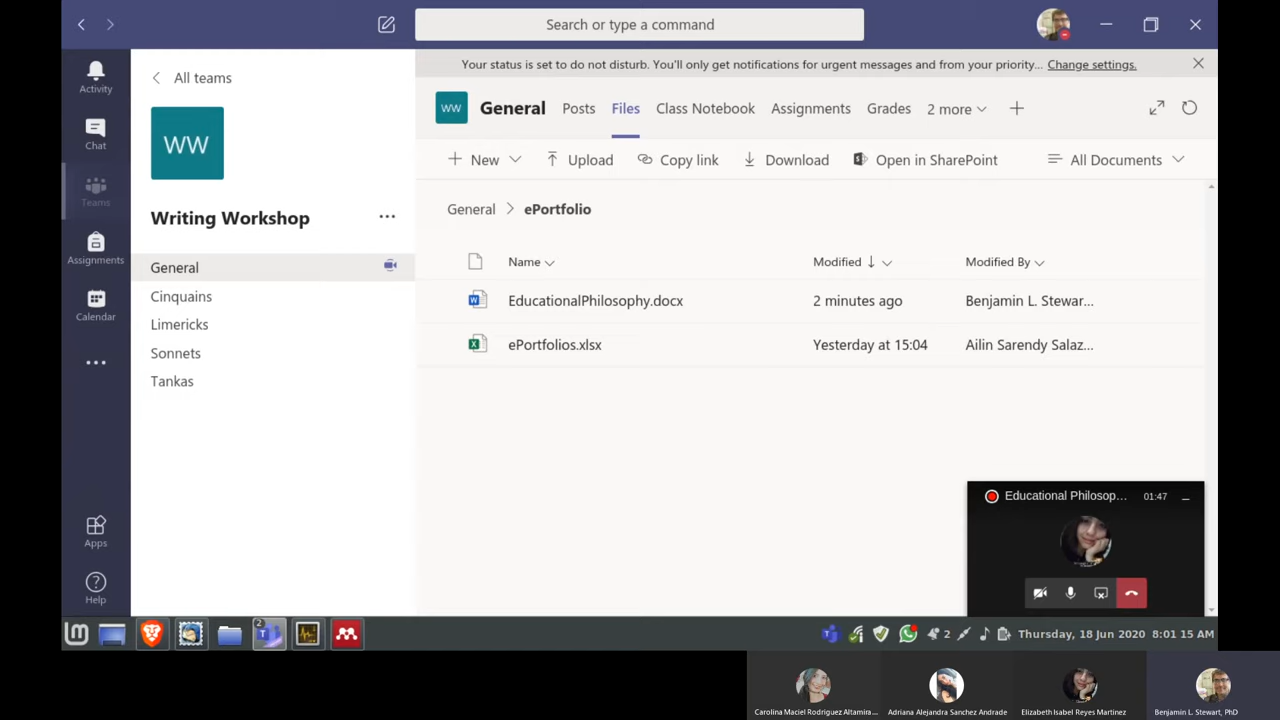 Search or type a command
Your status is set to do not disturb. You'll only get notifications for urgent messages and from your priority... Change settings.
Activity
Chat
Teams
Assignments
Calendar
Apps
Help
All teams
WW
Writing Workshop
General
Cinquains
Limericks
Sonnets
Tankas
WW General Posts Files Class Notebook Assignments Grades 2 more
New Upload Copy link Download Open in SharePoint All Documents
General > ePortfolio
Name Modified Modified By
EducationalPhilosophy.docx 2 minutes ago Benjamin L. Stewar...
ePortfolios.xlsx Yesterday at 15:04 Ailin Sarendy Salaz...
Educational Philosop... 01:47
2 2 Thursday, 18 Jun 2020 8:01:15 AM
Carolina Maciel Rodriguez Altamira... Adriana Alejandra Sanchez Andrade Elizabeth Isabel Reyes Martinez Benjamin L. Stewart, PhD